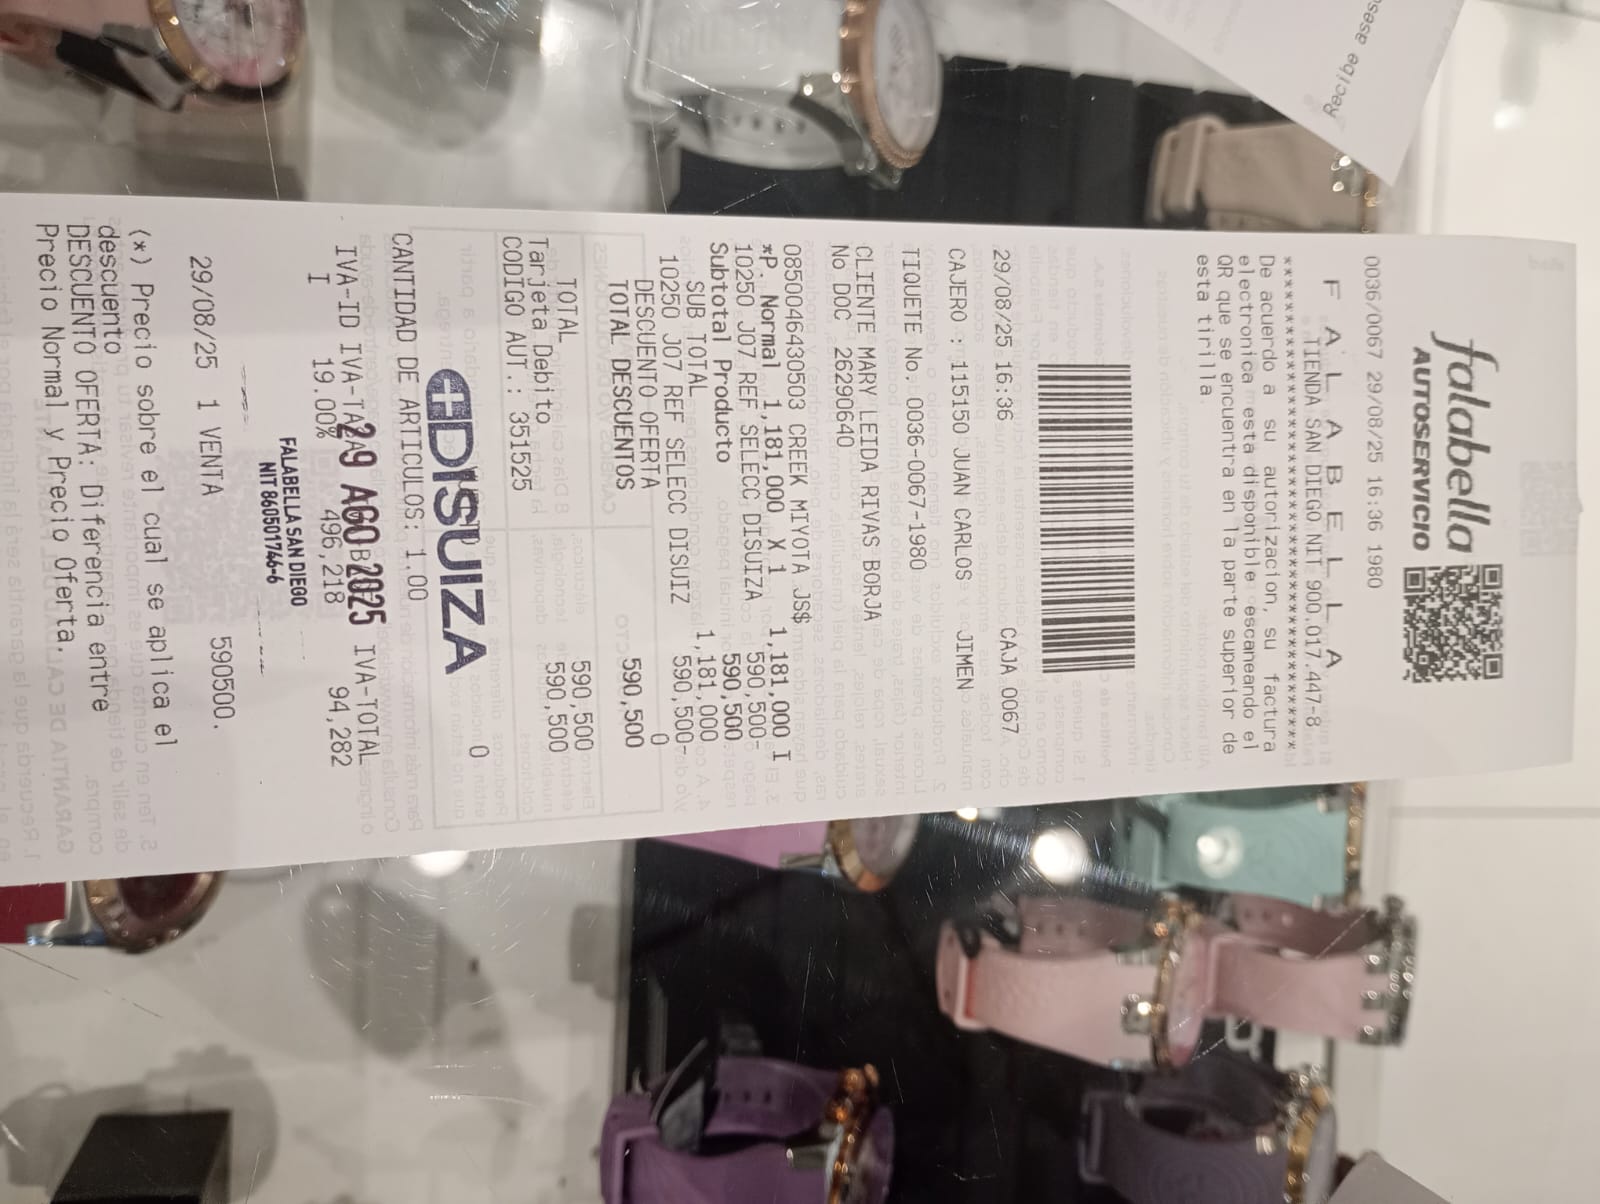 Recibe
falabella
AUTOSERVICIO
0036/0067 29/08/25 16:36 1980
F A L A B E L L A
TIENDA SAN DIEGO NIT 900.017.447-8
De acuerdo a su autorizacion, su factura
electronica esta disponible escaneando el
QR que se encuentra en la parte superior de
esta tirilla
29/08/25 16:36 CAJA 0067
CAJERO : 115150 JUAN CARLOS JIMEN
TIQUETE No. 0036-0067-1980
CLIENTE MARY LEIDA RIVAS BORJA
No DOC 26290640
0850046430503 CREEK MIYOTA JS$ 1,181,000 I
*P. Normal 1,181,000 X 1 590,500-
10250 J07 REF SELECC DISUIZA
Subtotal Producto 590,500
SUB TOTAL 1,181,000
10250 J07 REF SELECC DISUIZ 590,500-
DESCUENTO OFERTA 0
TOTAL DESCUENTOS 590,500
TOTAL 590,500
Tarjeta Debito 590,500
CODIGO AUT.: 351525
0
DISUIZA
CANTIDAD DE ARTICULOS: 1.00
IVA-ID IVA-TA IVA-TOTAL
29 AGO 2025
I 19.00% 496,218 94,282
FALABELLA SAN DIEGO
NIT 860501746-6
29/08/25 1 VENTA 590500.
(*) Precio sobre el cual se aplica el
descuento
DESCUENTO OFERTA: Diferencia entre
Precio Normal y Precio Oferta.